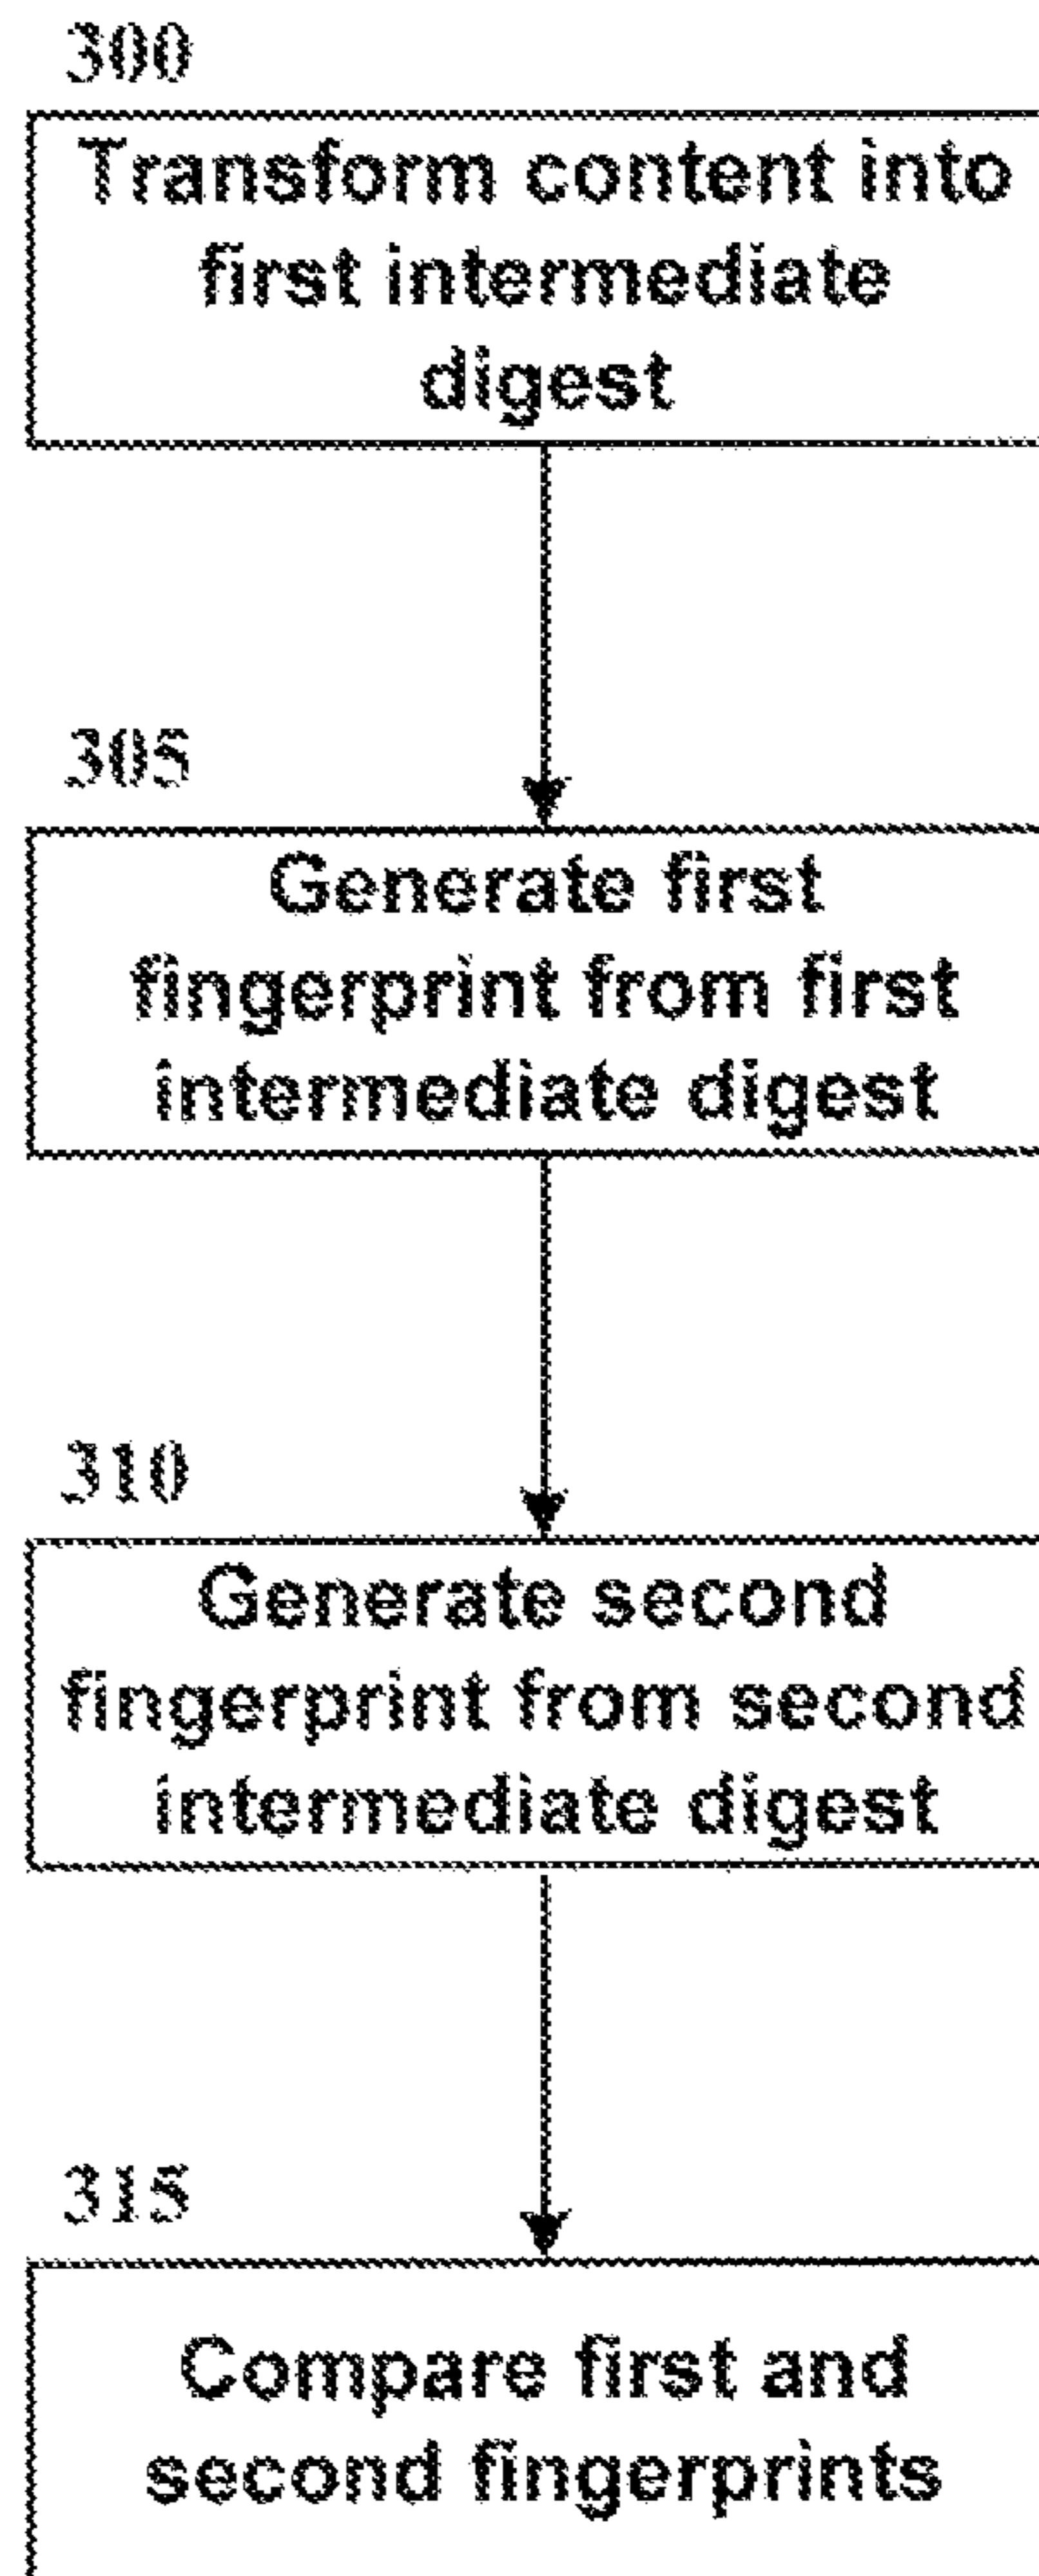 300
Transform content into
first intermediate
digest
305
Generate first
fingerprint from first
intermediate digest
310
Generate second
fingerprint from second
intermediate digest
315
Compare first and
second fingerprints